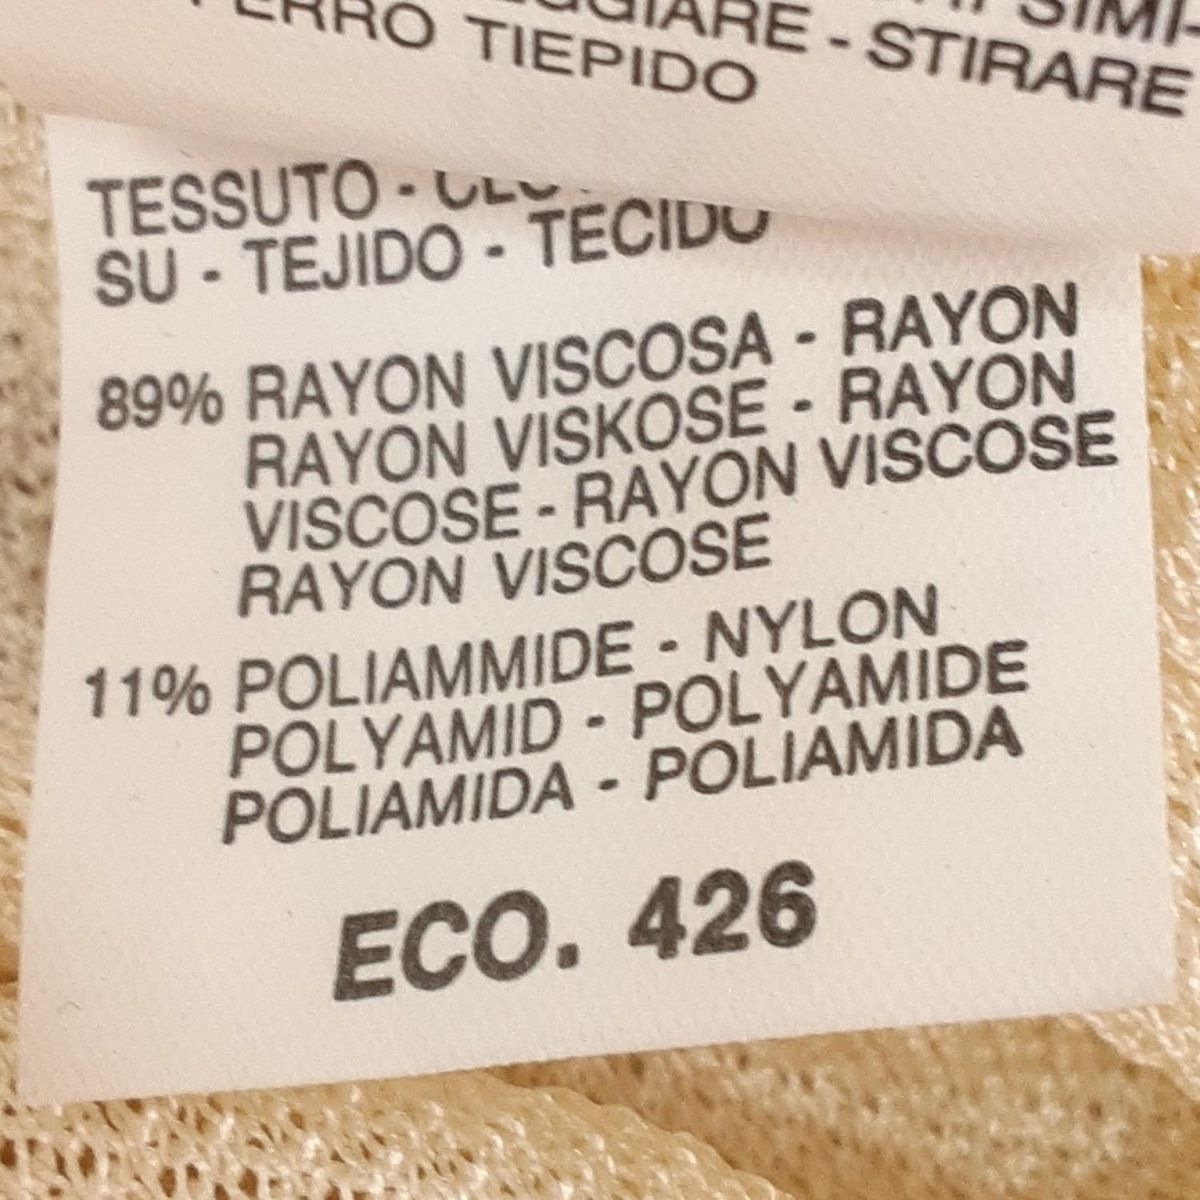 SIMI-
- STIRARE
FERRO TIEPIDO
TESSUTO -
SU - TEJIDO - TECIDO
89% RAYON VISCOSA - RAYON
RAYON VISKOSE - RAYON
VISCOSE - RAYON VISCOSE
RAYON VISCOSE
11% POLIAMMIDE - NYLON
POLYAMID - POLYAMIDE
POLIAMIDA - POLIAMIDA
ECO. 426